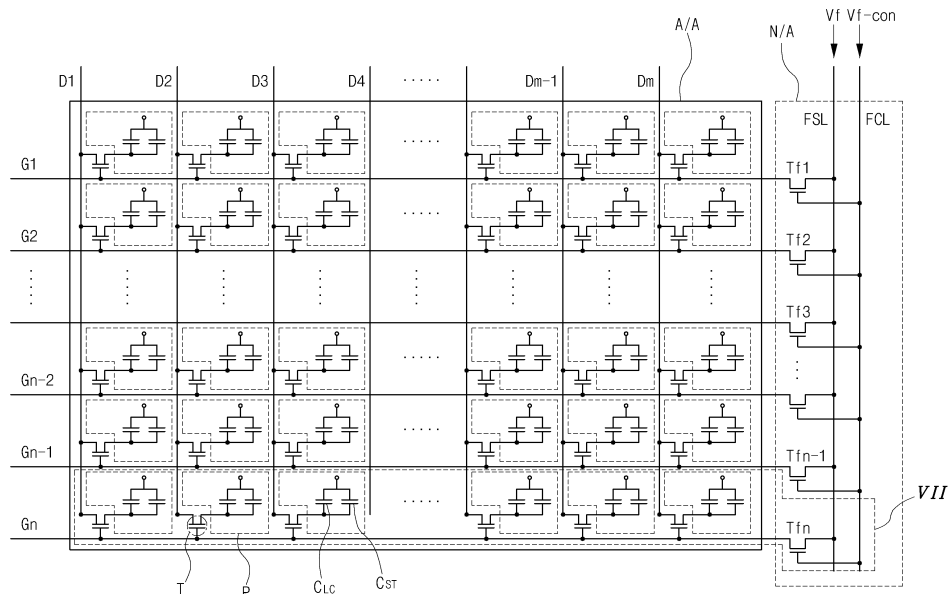 Vf Vf-con
A/A N/A
D1 D2 D3 D4 ..... Dm-1 Dm
FSL FCL
G1 ..... Tf1
G2 ..... Tf2
Tf3
Gn-2 .....
Gn-1 ..... Tfn-1
VII
Gn ..... Tfn
T P CLC CST